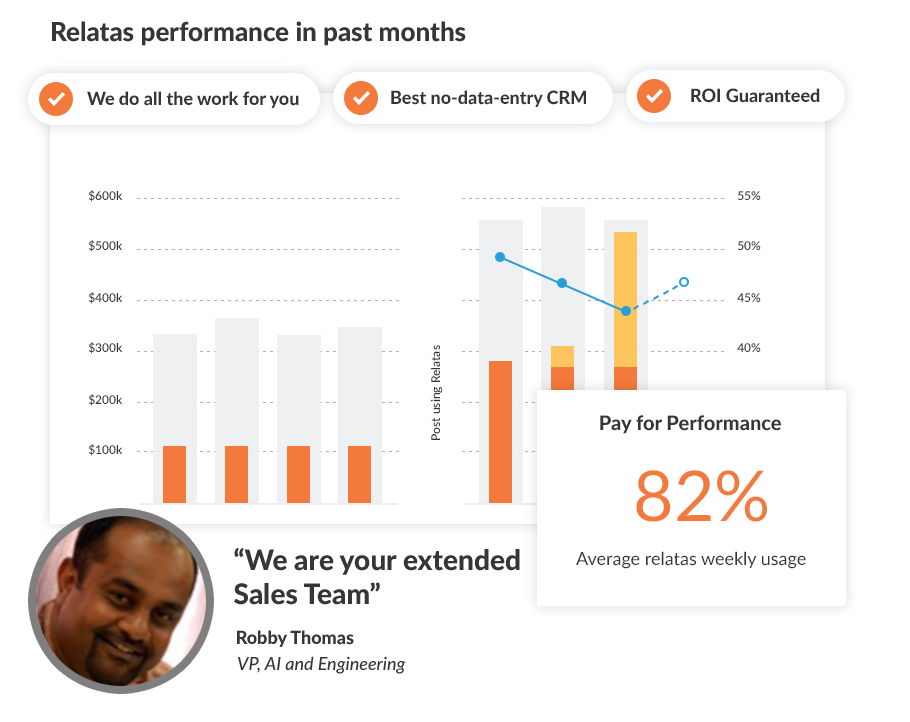 Relatas performance in past months
We do all the work for you
Best no-data-entry CRM
ROI Guaranteed
$600k
$500k
$400k
$300k
$200k
$100k
Post using Relatas
55%
50%
45%
40%
Pay for Performance
82%
Average relatas weekly usage
“We are your extended
Sales Team”
Robby Thomas
VP, AI and Engineering